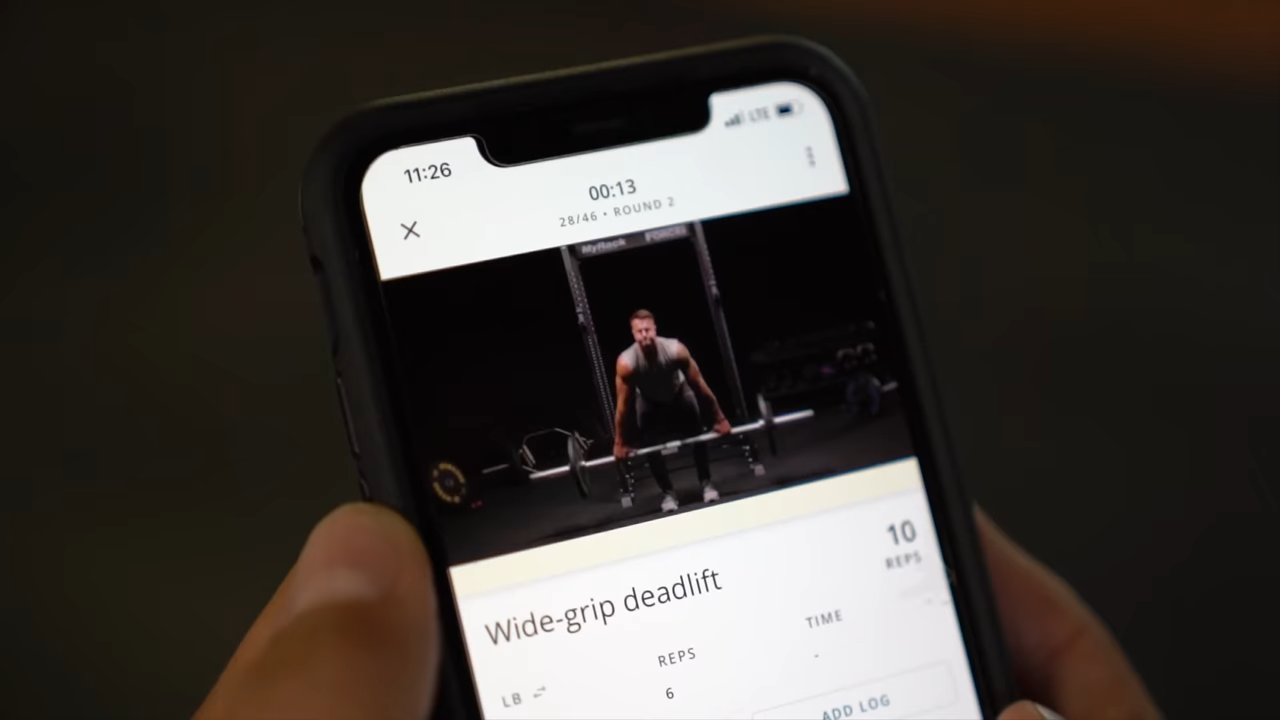 11:26
LTE
00:13
28/46 • ROUND 2
MyRack FORCE
10
REPS
Wide-grip deadlift
TIME
REPS
-
LB
6
ADD LOG